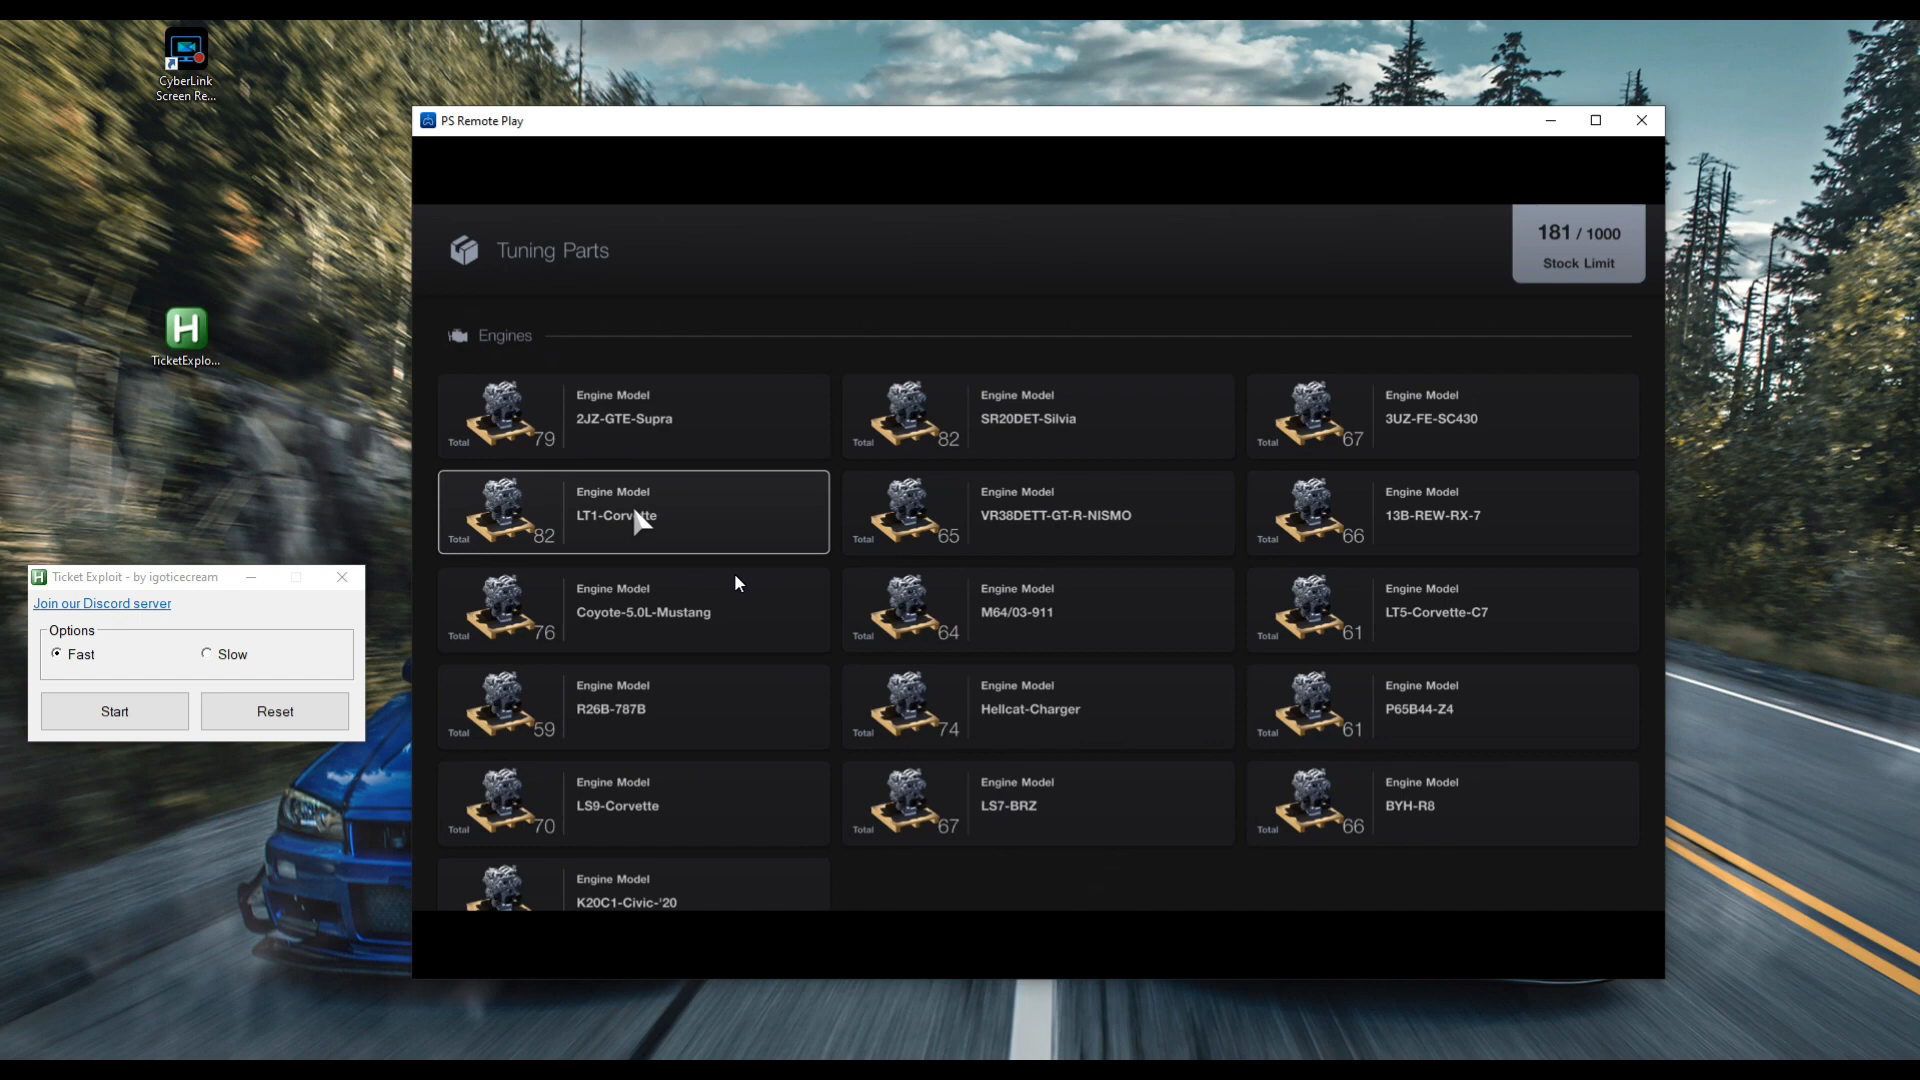 CyberLink
Screen Re...
PS Remote Play
Tuning Parts
181 / 1000
Stock Limit
Engines
Engine Model
2JZ-GTE-Supra
Total 79
Engine Model
SR20DET-Silvia
Total 82
Engine Model
3UZ-FE-SC430
Total 67
Engine Model
Total 82
Engine Model
VR38DETT-GT-R-NISMO
Total 65
Engine Model
13B-REW-RX-7
Total 66
Engine Model
Coyote-5.0L-Mustang
Total 76
Engine Model
M64/03-911
Total 64
Engine Model
LT5-Corvette-C7
Total 61
Engine Model
R26B-787B
Total 59
Engine Model
Hellcat-Charger
Total 74
Engine Model
P65B44-Z4
Total 61
Engine Model
LS9-Corvette
Total 70
Engine Model
LS7-BRZ
Total 67
Engine Model
BYH-R8
Total 66
Engine Model
K20C1-Civic-'20
H
TicketExplo...
Ticket Exploit - by igoticecream
Join our Discord server
Options
Fast
Slow
Start
Reset